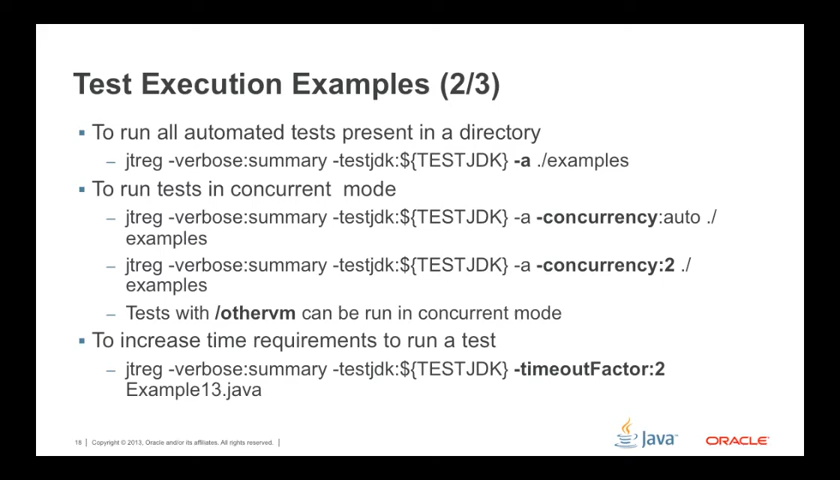 Test Execution Examples (2/3)
▪ To run all automated tests present in a directory
– jtreg -verbose:summary -testjdk:${TESTJDK} -a ./examples
▪ To run tests in concurrent  mode
– jtreg -verbose:summary -testjdk:${TESTJDK} -a -concurrency:auto ./
examples
– jtreg -verbose:summary -testjdk:${TESTJDK} -a -concurrency:2 ./
examples
– Tests with /othervm can be run in concurrent mode
▪ To increase time requirements to run a test
– jtreg -verbose:summary -testjdk:${TESTJDK} -timeoutFactor:2
Example13.java
18 | Copyright © 2013, Oracle and/or its affiliates. All rights reserved. |
Java™
ORACLE